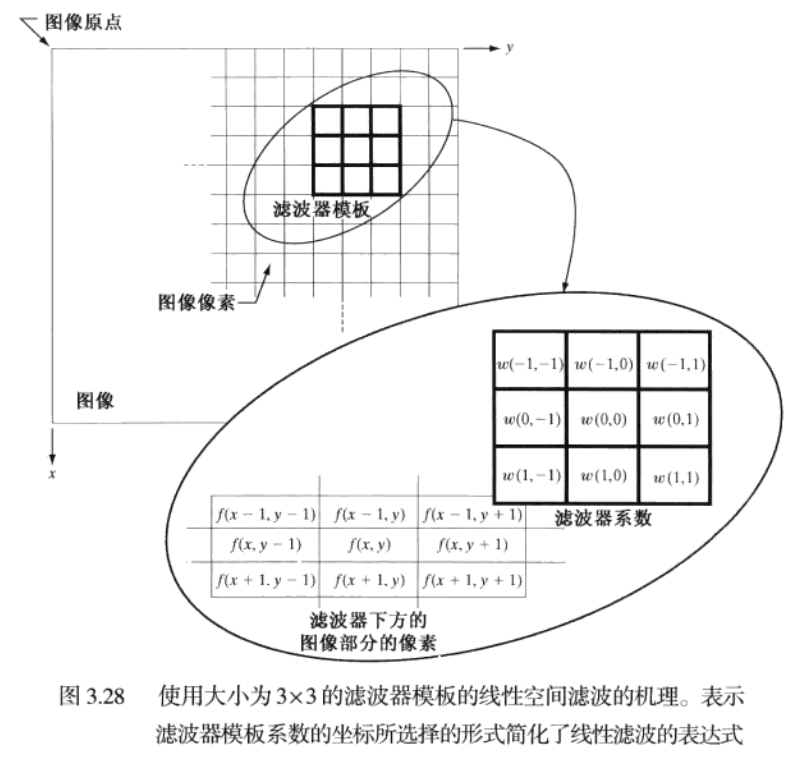 图像原点
y
滤波器模板
图像像素
图像
x
w(−1,−1) w(−1,0) w(−1,1)
w(0,−1) w(0,0) w(0,1)
w(1,−1) w(1,0) w(1,1)
滤波器系数
f(x − 1, y − 1) f(x − 1, y) f(x − 1, y + 1)
f(x, y − 1) f(x, y) f(x, y + 1)
f(x + 1. y − 1) f(x + 1, y) f(x + 1, y + 1)
滤波器下方的
图像部分的像素
图 3.28 使用大小为 3×3 的滤波器模板的线性空间滤波的机理。表示
滤波器模板系数的坐标所选择的形式简化了线性滤波的表达式